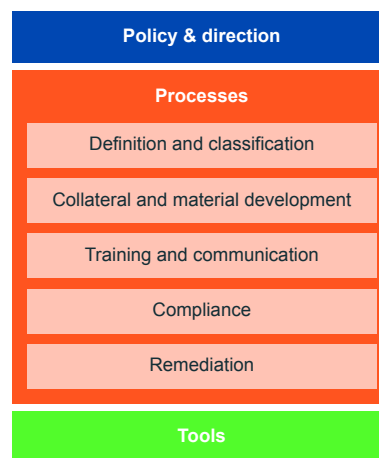 Policy & direction
Processes
Definition and classification
Collateral and material development
Training and communication
Compliance
Remediation
Tools